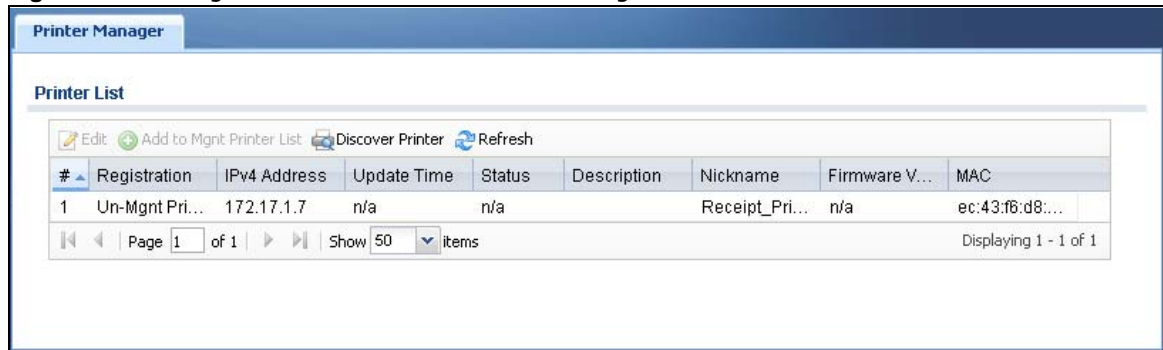 Printer Manager
Printer List
Edit Add to Mgnt Printer List Discover Printer Refresh
# Registration IPv4 Address Update Time Status Description Nickname Firmware V... MAC
1 Un-Mgnt Pri... 172.17.1.7 n/a n/a Receipt_Pri... n/a ec:43:f6:d8:...
Page 1 of 1 Show 50 items Displaying 1 - 1 of 1